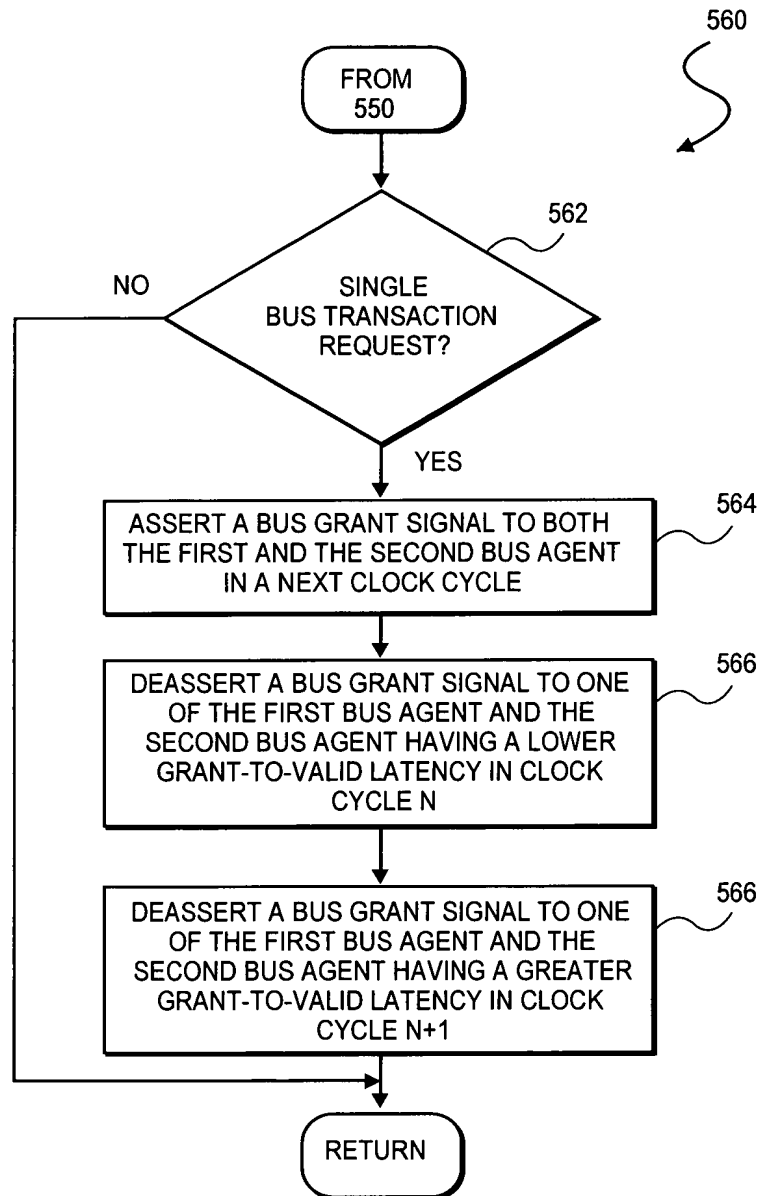 560
FROM
550
562
NO
SINGLE
BUS TRANSACTION
REQUEST?
YES
564
ASSERT A BUS GRANT SIGNAL TO BOTH
THE FIRST AND THE SECOND BUS AGENT
IN A NEXT CLOCK CYCLE
566
DEASSERT A BUS GRANT SIGNAL TO ONE
OF THE FIRST BUS AGENT AND THE
SECOND BUS AGENT HAVING A LOWER
GRANT-TO-VALID LATENCY IN CLOCK
CYCLE N
566
DEASSERT A BUS GRANT SIGNAL TO ONE
OF THE FIRST BUS AGENT AND THE
SECOND BUS AGENT HAVING A GREATER
GRANT-TO-VALID LATENCY IN CLOCK
CYCLE N+1
RETURN